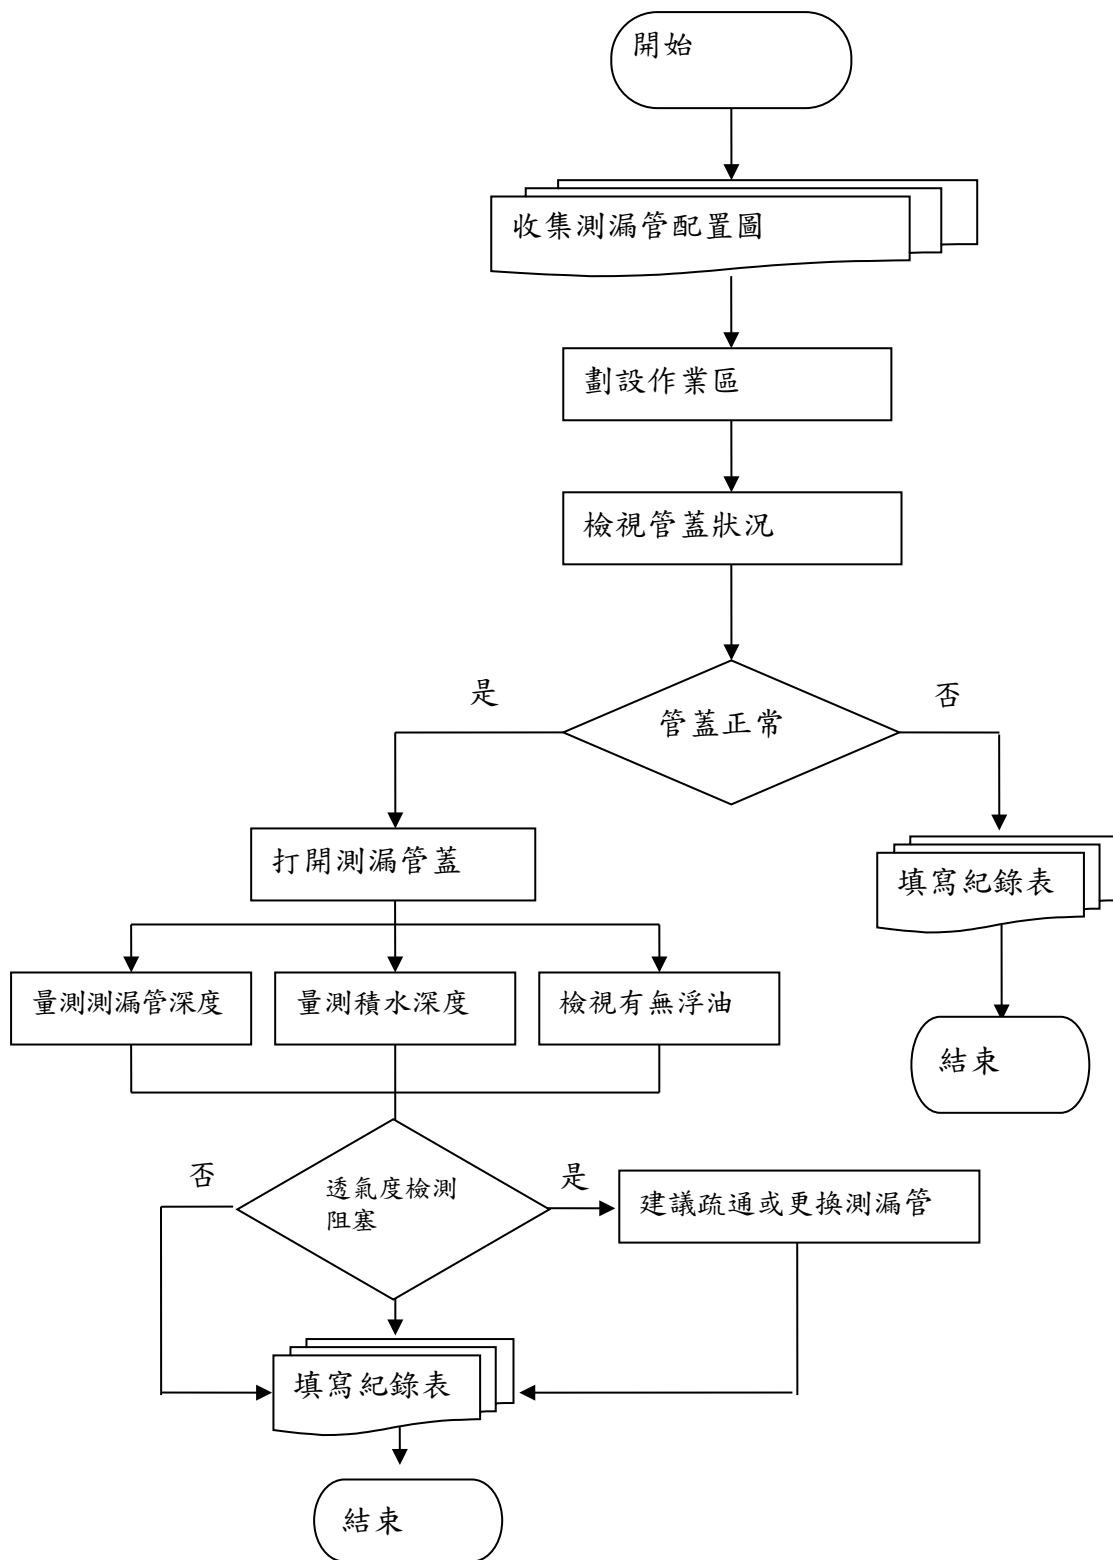 開始
收集測漏管配置圖
劃設作業區
檢視管蓋狀況
是
否
管蓋正常
打開測漏管蓋
填寫紀錄表
量測測漏管深度
量測積水深度
檢視有無浮油
結束
否
透氣度檢測
阻塞
是
建議疏通或更換測漏管
填寫紀錄表
結束